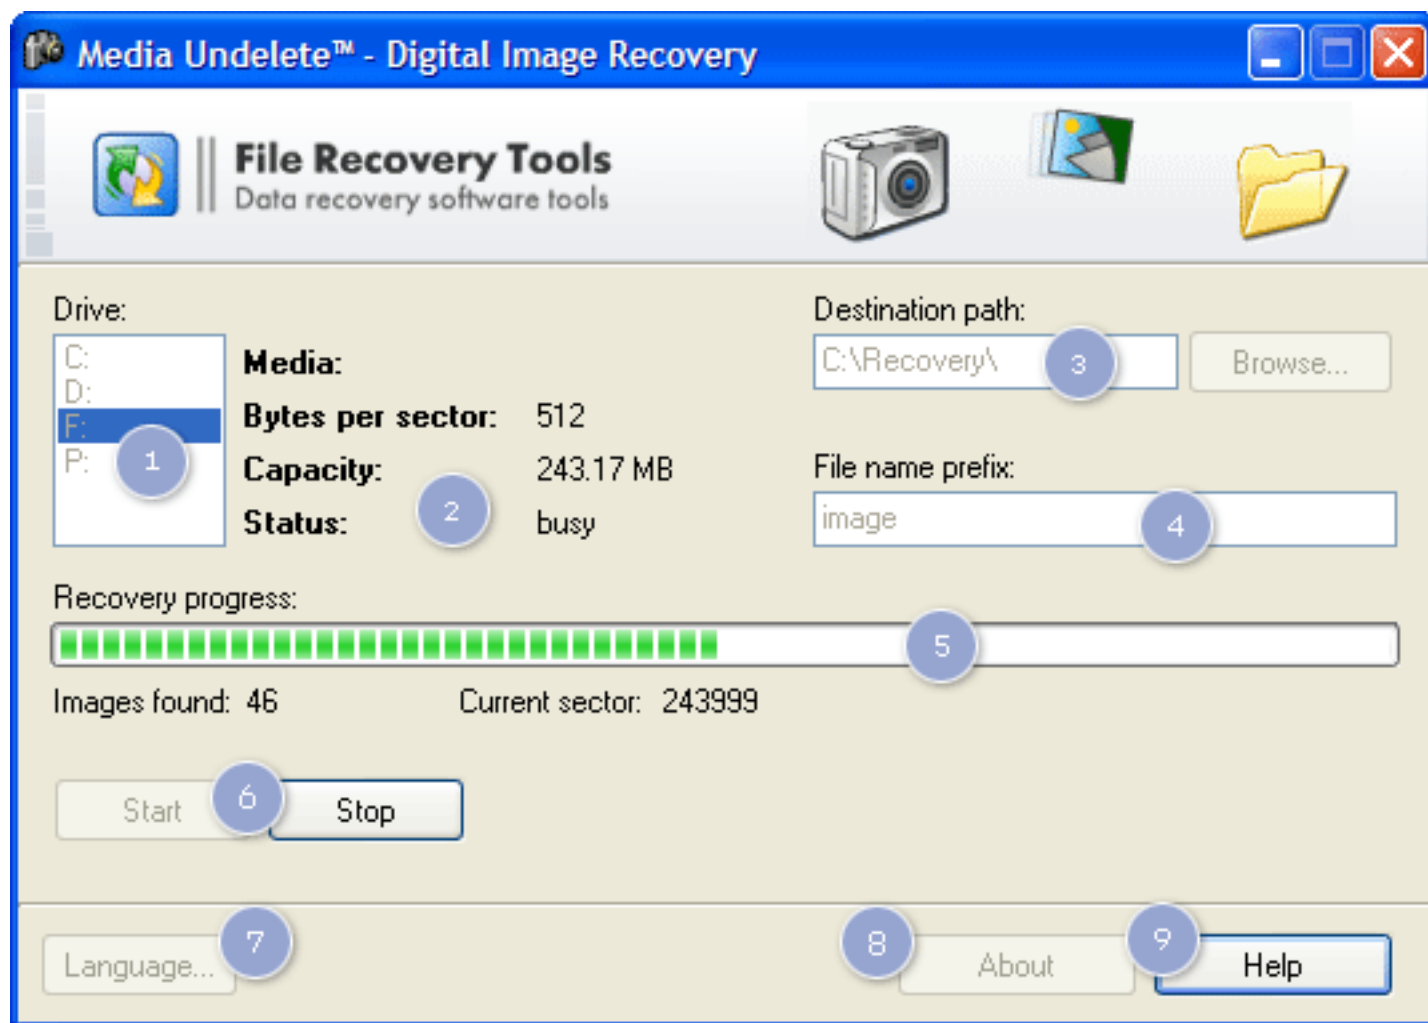 Media Undelete™ - Digital Image Recovery
File Recovery Tools
Data recovery software tools
Drive:
C:
D:
F:
P:
1
Media:
Bytes per sector: 512
Capacity: 243.17 MB
Status: busy
2
Destination path:
C:\Recovery\ 3 Browse...
File name prefix:
image 4
Recovery progress:
5
Images found: 46 Current sector: 243999
Start 6 Stop
Language... 7 8 About 9 Help